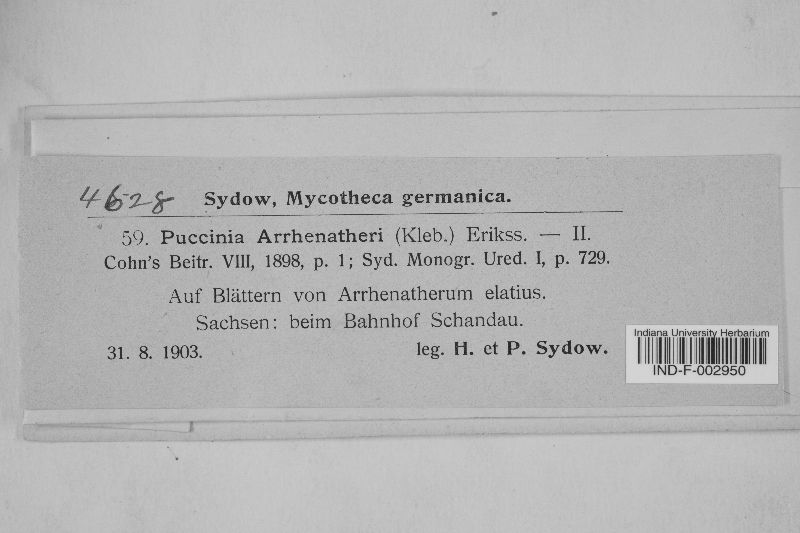 4628 Sydow, Mycotheca germanica.
59. Puccinia Arrhenatheri (Kleb.) Erikss. — II.
Cohn's Beitr. VIII, 1898, p. 1; Syd. Monogr. Ured. I, p. 729.
Auf Blättern von Arrhenatherum elatius.
Sachsen: beim Bahnhof Schandau.
31. 8. 1903. leg. H. et P. Sydow.
Indiana University Herbarium
IND-F-002950